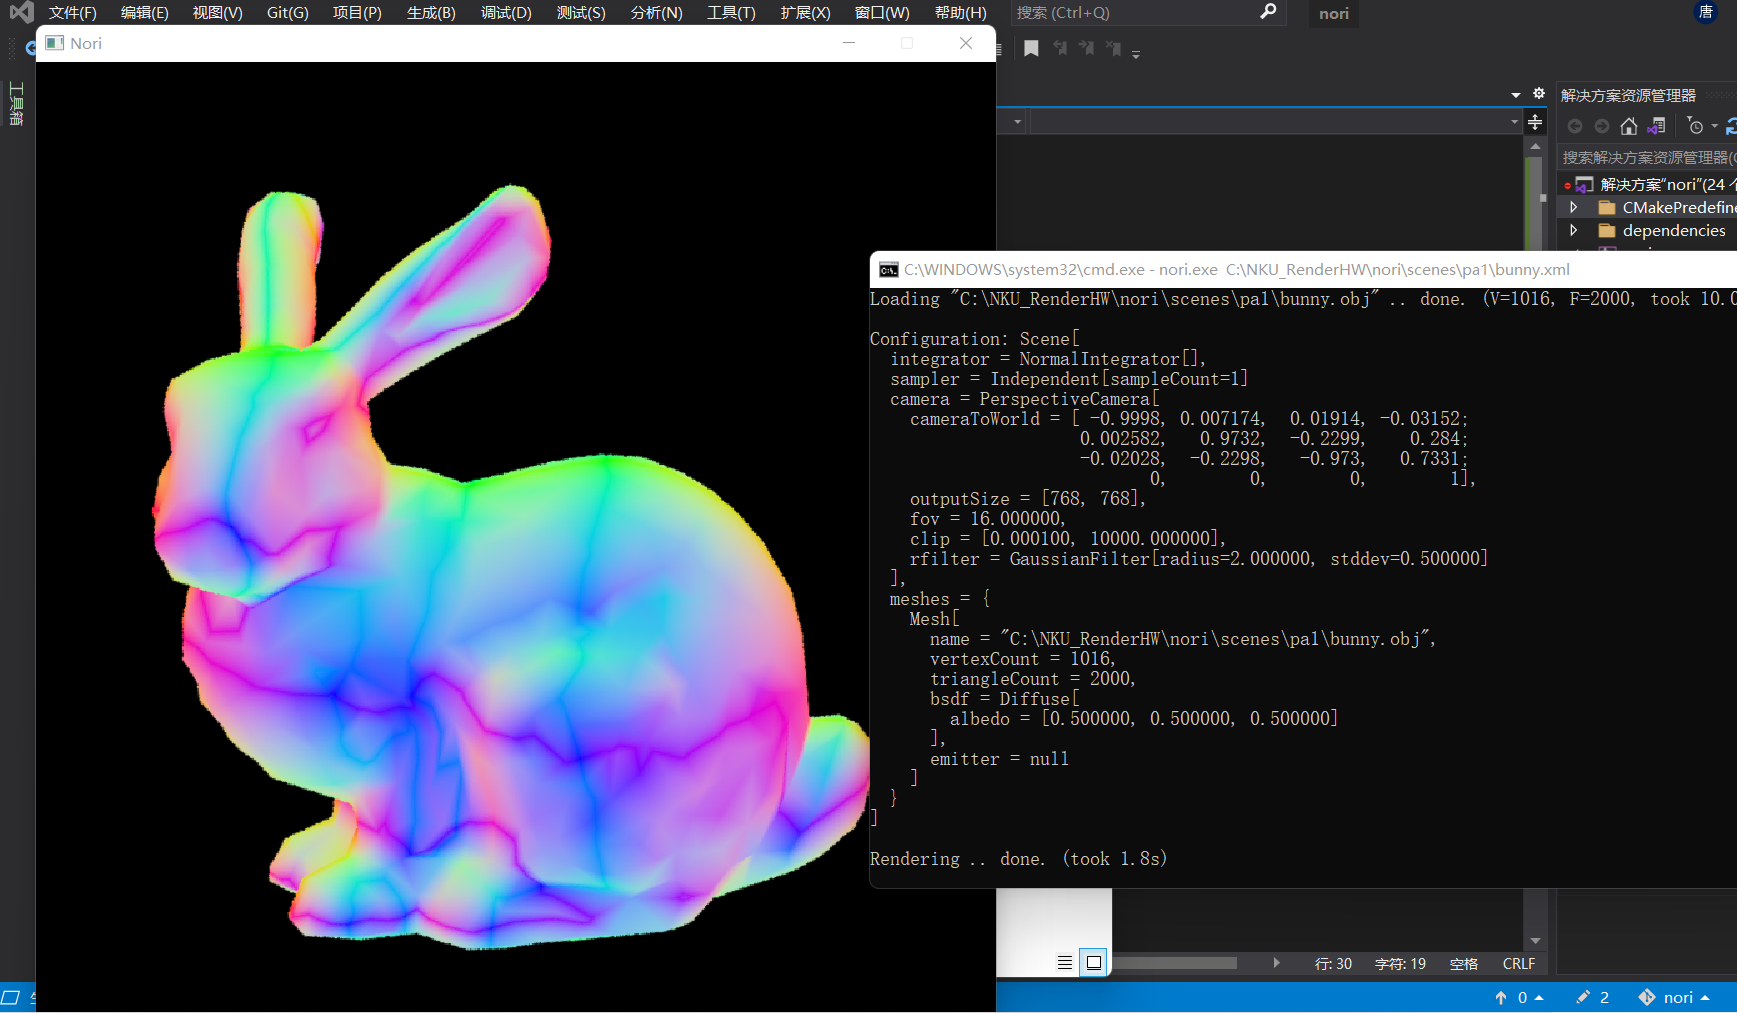 文件(F) 编辑(E) 视图(V) Git(G) 项目(P) 生成(B) 调试(D) 测试(S) 分析(N) 工具(T) 扩展(X) 窗口(W) 帮助(H) 搜索 (Ctrl+Q) nori 唐
Nori
工具箱
解决方案资源管理器
搜索解决方案资源管理器(
解决方案"nori"(24
CMakePredefine
dependencies
C:\WINDOWS\system32\cmd.exe - nori.exe C:\NKU_RenderHW\nori\scenes\pa1\bunny.xml
Loading "C:\NKU_RenderHW\nori\scenes\pa1\bunny.obj" .. done. (V=1016, F=2000, took 10.0
Configuration: Scene[
integrator = NormalIntegrator[],
sampler = Independent[sampleCount=1]
camera = PerspectiveCamera[
cameraToWorld = [ -0.9998, 0.007174, 0.01914, -0.03152;
0.002582, 0.9732, -0.2299, 0.284;
-0.02028, -0.2298, -0.973, 0.7331;
0, 0, 0, 1],
outputSize = [768, 768],
fov = 16.000000,
clip = [0.000100, 10000.000000],
rfilter = GaussianFilter[radius=2.000000, stddev=0.500000]
],
meshes = {
Mesh[
name = "C:\NKU_RenderHW\nori\scenes\pa1\bunny.obj",
vertexCount = 1016,
triangleCount = 2000,
bsdf = Diffuse[
albedo = [0.500000, 0.500000, 0.500000]
],
emitter = null
]
}
]
Rendering .. done. (took 1.8s)
行: 30 字符: 19 空格 CRLF
0 2 nori